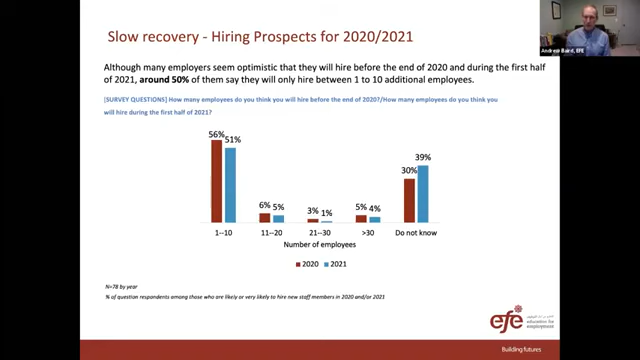 Slow recovery - Hiring Prospects for 2020/2021
Andrew Baird, EFE
Although many employers seem optimistic that they will hire before the end of 2020 and during the first half
of 2021, around 50% of them say they will only hire between 1 to 10 additional employees.
[SURVEY QUESTIONS] How many employees do you think you will hire before the end of 2020?/How many employees do you think you
will hire during the first half of 2021?
56%
51%
6%
5%
3%
1%
5%
4%
30%
39%
1--10
11--20
21--30
>30
Do not know
Number of employees
2020
2021
N=78 by year
% of question respondents among those who are likely or very likely to hire new staff members in 2020 and/or 2021
efe
education for
employment
Building futures